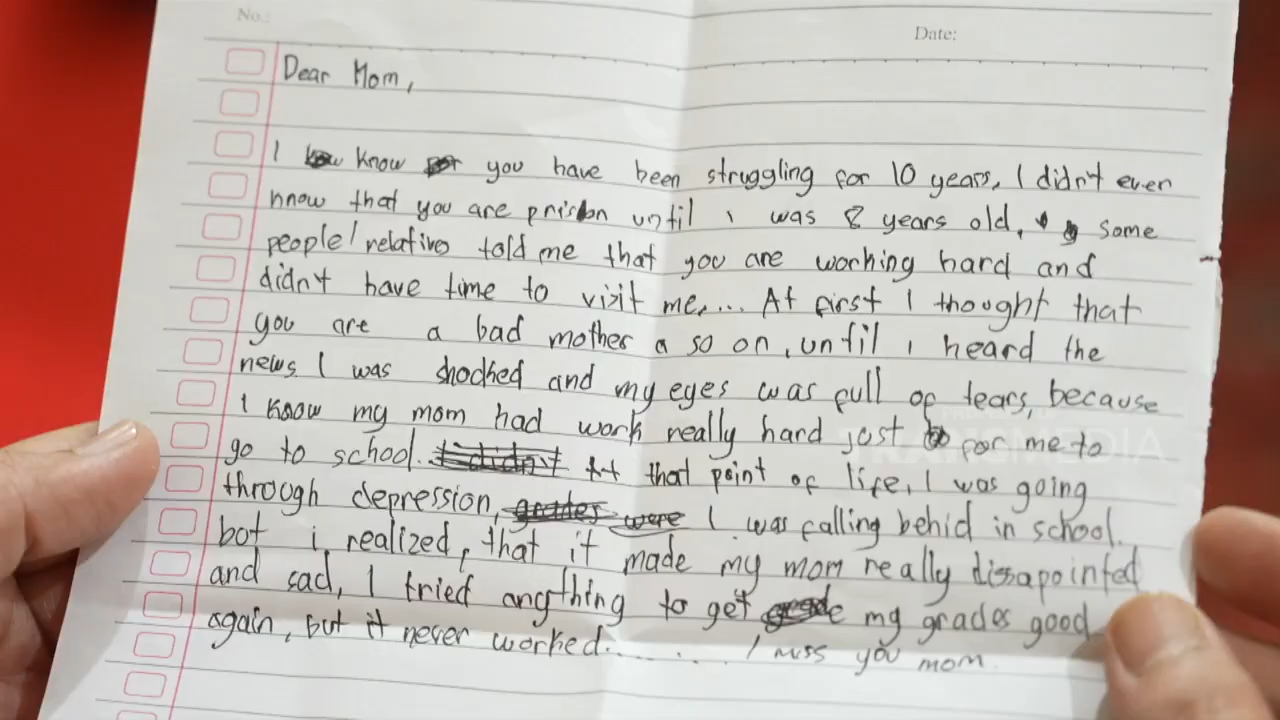 No.:
Date:
Dear Mom,
I know you have been struggling for 10 years, I didn't even
know that you are prison until i was 8 years old, some
people/relative told me that you are working hard and
didn't have time to visit me,... At first I thought that
you are a bad mother a so on, until i heard the
news. I was shocked and my eyes was full of tears, because
I know my mom had work really hard just for me to
go to school. At that point of life, I was going
through depression, I was falling behid in school.
but i realized, that it made my mom really dissapointed
and sad, I tried anything to get my grades good
again, but it never worked......... I miss you mom.
TRANSMEDIA